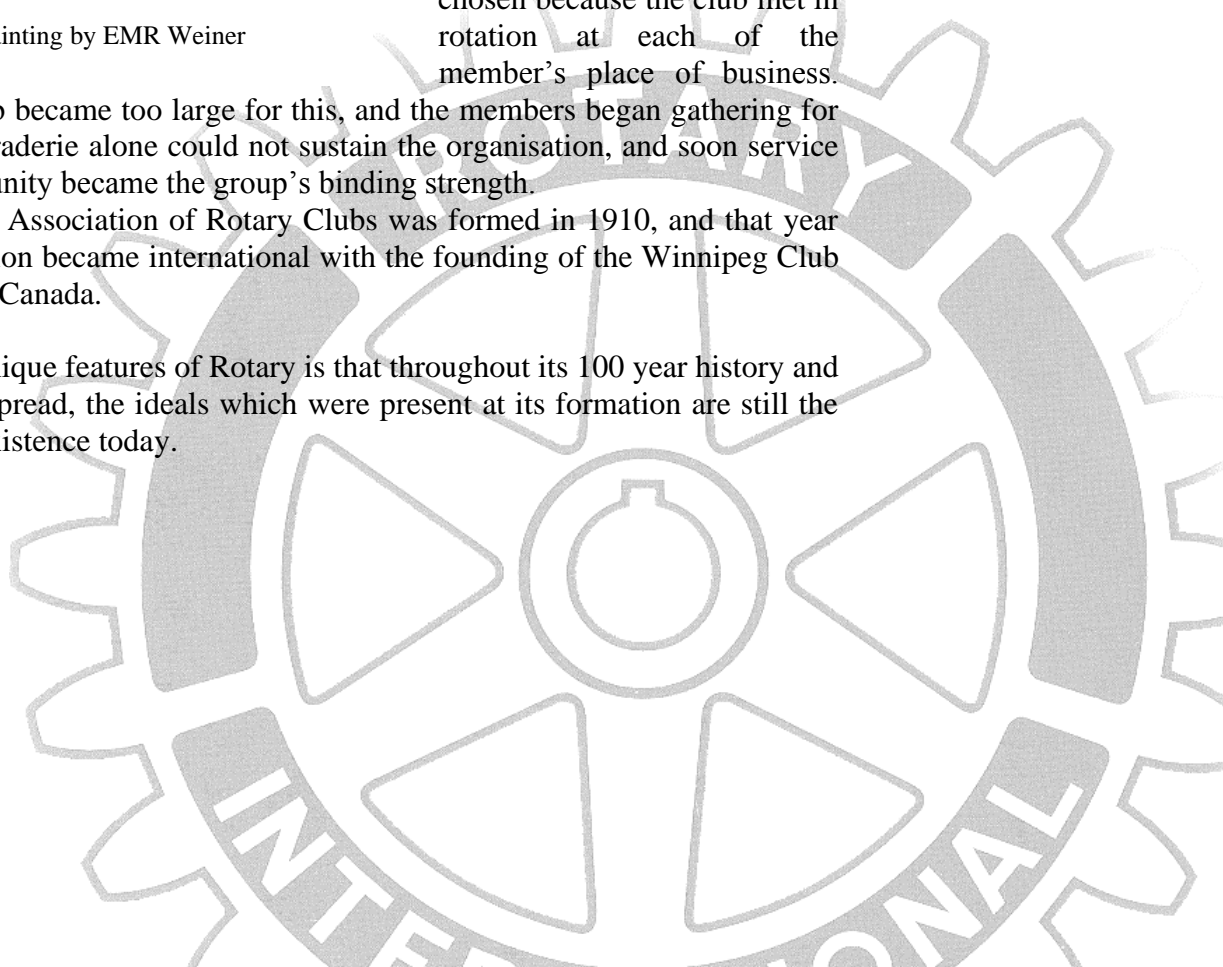 chosen because the club met in
ainting by EMR Weiner
rotation at each of the
member's place of business.
became too large for this, and the members began gathering for
raderie alone could not sustain the organisation, and soon service
unity became the group's binding strength.
Association of Rotary Clubs was formed in 1910, and that year
ion became international with the founding of the Winnipeg Club
Canada.
nique features of Rotary is that throughout its 100 year history and
pread, the ideals which were present at its formation are still the
istence today.
ROTARY
INTERNATIONAL